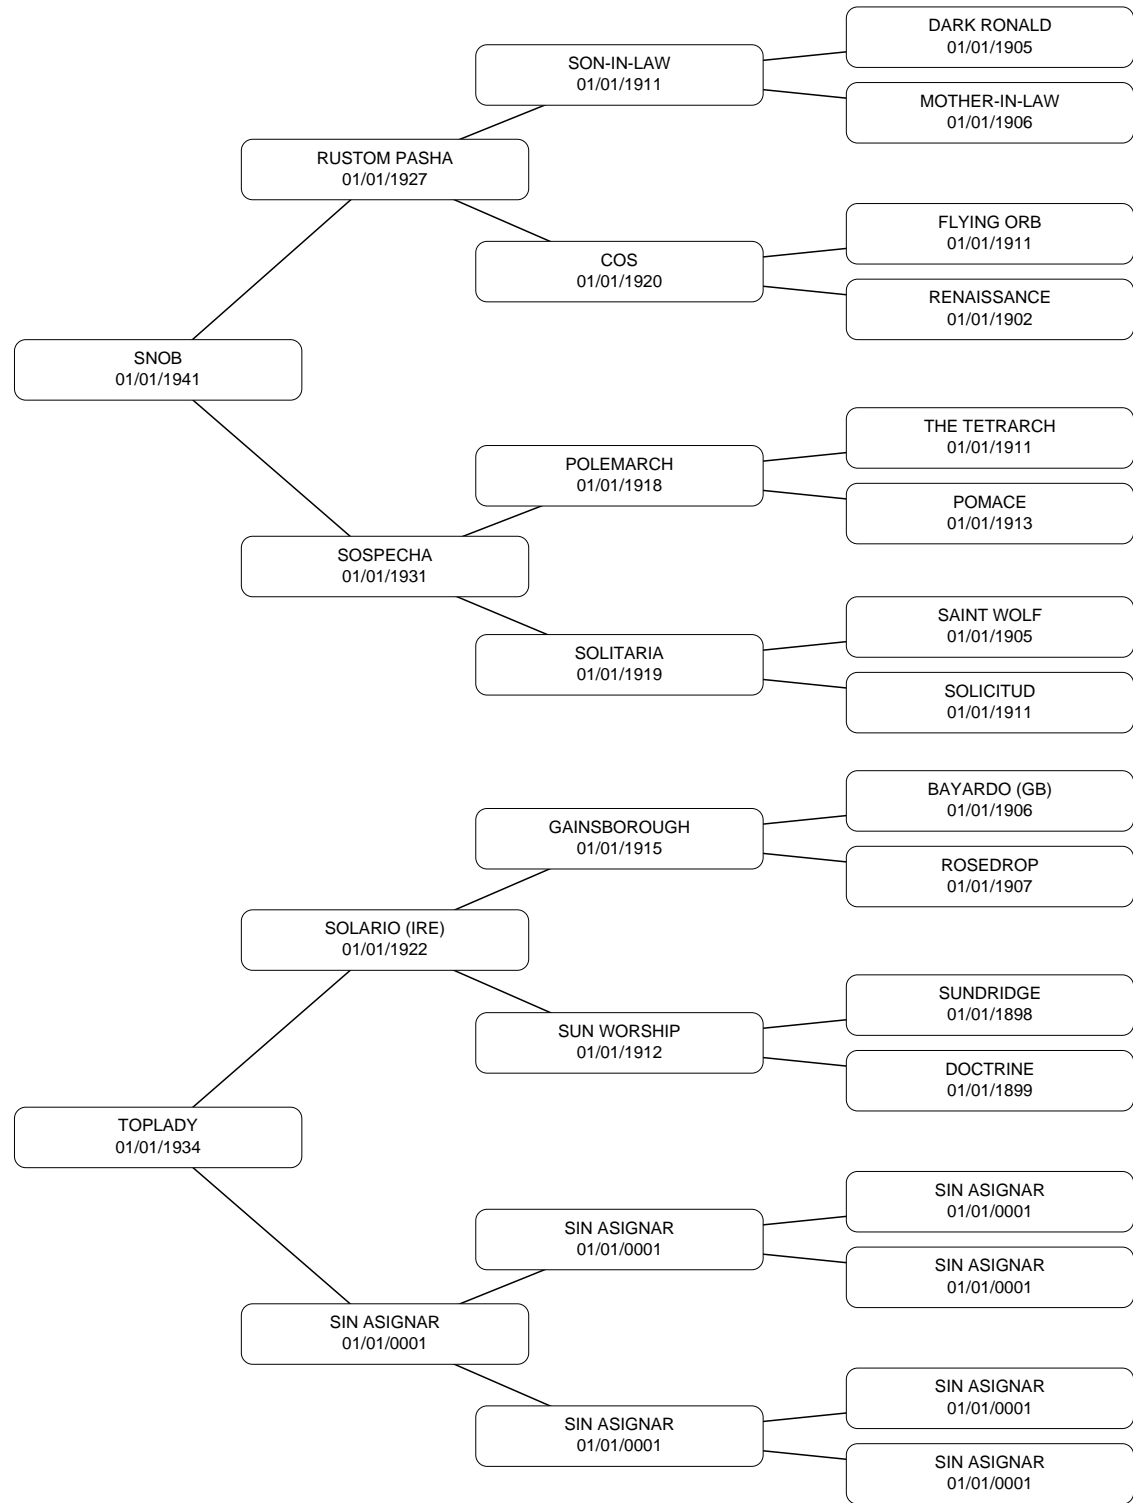 DARK RONALD
01/01/1905
SON-IN-LAW
01/01/1911
MOTHER-IN-LAW
01/01/1906
RUSTOM PASHA
01/01/1927
FLYING ORB
01/01/1911
COS
01/01/1920
RENAISSANCE
01/01/1902
SNOB
01/01/1941
THE TETRARCH
01/01/1911
POLEMARCH
01/01/1918
POMACE
01/01/1913
SOSPECHA
01/01/1931
SAINT WOLF
01/01/1905
SOLITARIA
01/01/1919
SOLICITUD
01/01/1911
BAYARDO (GB)
01/01/1906
GAINSBOROUGH
01/01/1915
ROSEDROP
01/01/1907
SOLARIO (IRE)
01/01/1922
SUNDRIDGE
01/01/1898
SUN WORSHIP
01/01/1912
DOCTRINE
01/01/1899
TOPLADY
01/01/1934
SIN ASIGNAR
01/01/0001
SIN ASIGNAR
01/01/0001
SIN ASIGNAR
01/01/0001
SIN ASIGNAR
01/01/0001
SIN ASIGNAR
01/01/0001
SIN ASIGNAR
01/01/0001
SIN ASIGNAR
01/01/0001